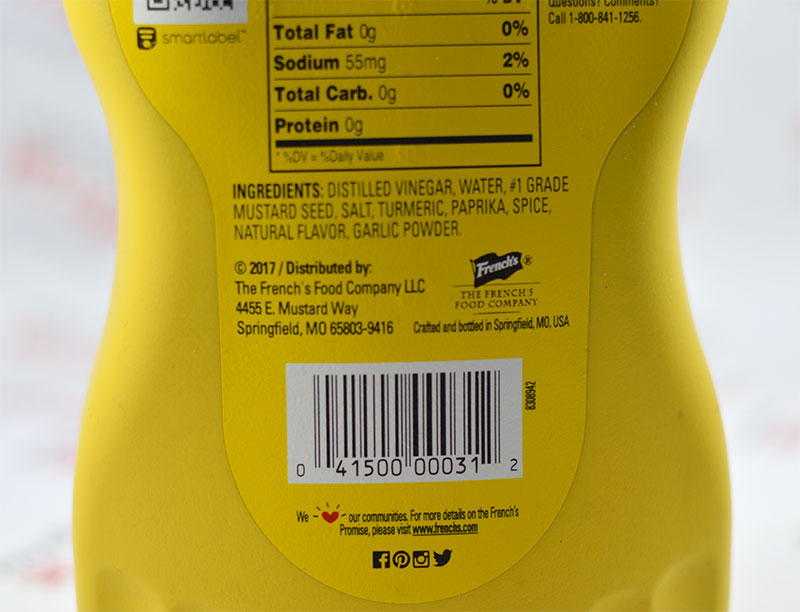 Questions? Comments?
Call 1-800-841-1256.
smartlabel™
% DV*
Total Fat 0g 0%
Sodium 55mg 2%
Total Carb. 0g 0%
Protein 0g
* %DV = %Daily Value
INGREDIENTS: DISTILLED VINEGAR, WATER, #1 GRADE
MUSTARD SEED, SALT, TURMERIC, PAPRIKA, SPICE,
NATURAL FLAVOR, GARLIC POWDER.
© 2017 / Distributed by:
The French's Food Company LLC
4455 E. Mustard Way
Springfield, MO 65803-9416
French's®
THE FRENCH'S
FOOD COMPANY
Crafted and bottled in Springfield, MO, USA
8308942
0 41500 00031 2
We our communities. For more details on the French's
Promise, please visit www.frenchs.com